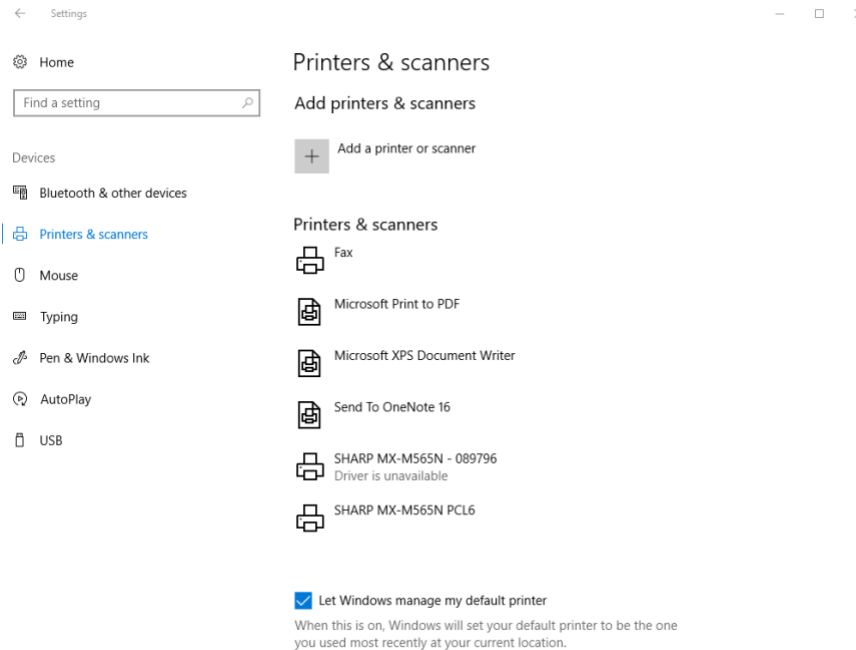 Settings
Home
Find a setting
Devices
Bluetooth & other devices
Printers & scanners
Mouse
Typing
Pen & Windows Ink
AutoPlay
USB
Printers & scanners
Add printers & scanners
Add a printer or scanner
Printers & scanners
Fax
Microsoft Print to PDF
Microsoft XPS Document Writer
Send To OneNote 16
SHARP MX-M565N - 089796
Driver is unavailable
SHARP MX-M565N PCL6
Let Windows manage my default printer
When this is on, Windows will set your default printer to be the one
you used most recently at your current location.